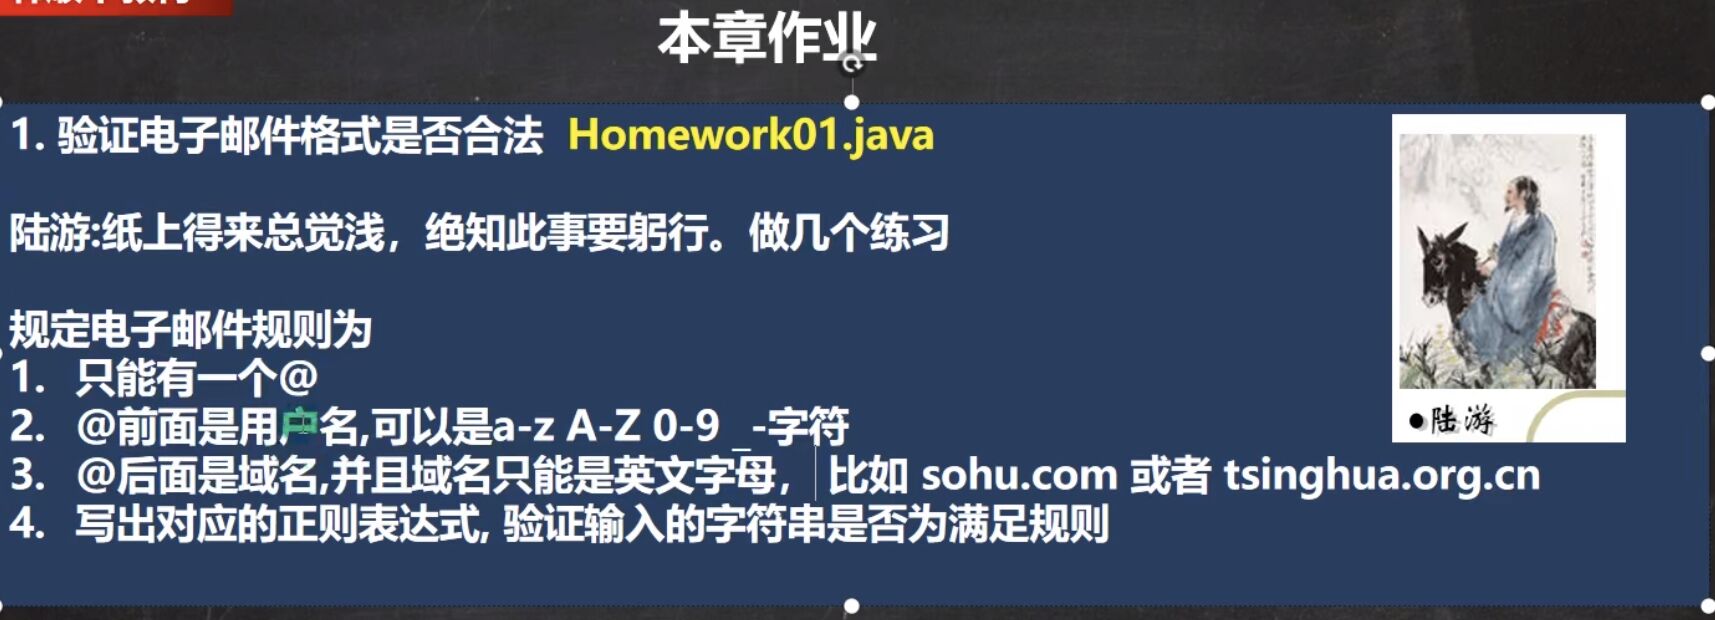 本章作业
1. 验证电子邮件格式是否合法 Homework01.java
陆游:纸上得来总觉浅，绝知此事要躬行。做几个练习
规定电子邮件规则为
1. 只能有一个@
2. @前面是用户名,可以是a-z A-Z 0-9 _-字符
3. @后面是域名,并且域名只能是英文字母，比如 sohu.com 或者 tsinghua.org.cn
4. 写出对应的正则表达式, 验证输入的字符串是否为满足规则
●陆游